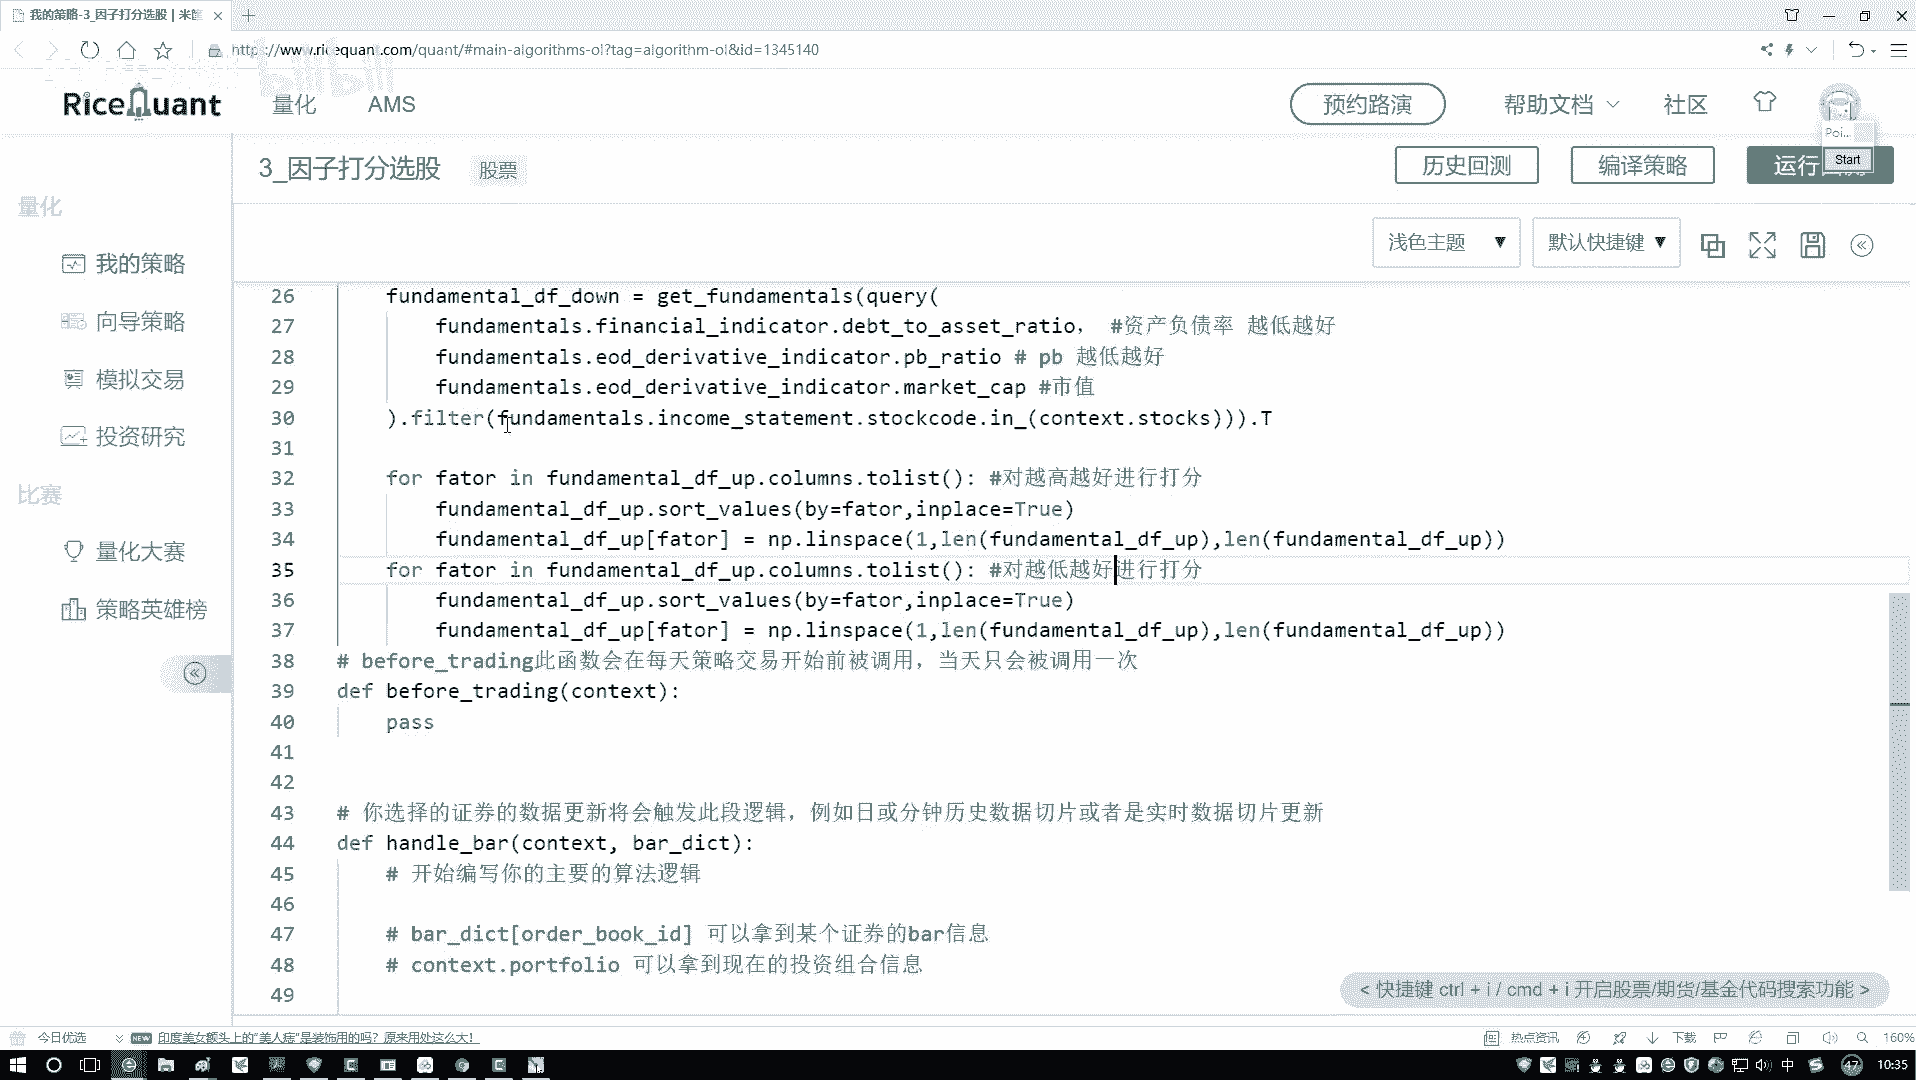 我的策略-3_因子打分选股 | 米筐
https://www.ricequant.com/quant/#main-algorithms-ol?tag=algorithm-ol&id=1345140
bilibili
RiceQuant
量化
AMS
预约路演
帮助文档
社区
Poi...
Start
3_因子打分选股
股票
历史回测
编译策略
运行
量化
我的策略
向导策略
模拟交易
投资研究
比赛
量化大赛
策略英雄榜
浅色主题
默认快捷键
26 fundamental_df_down = get_fundamentals(query(
27 fundamentals.financial_indicator.debt_to_asset_ratio, #资产负债率 越低越好
28 fundamentals.eod_derivative_indicator.pb_ratio # pb 越低越好
29 fundamentals.eod_derivative_indicator.market_cap #市值
30 ).filter(fundamentals.income_statement.stockcode.in_(context.stocks))).T
31
32 for fator in fundamental_df_up.columns.tolist(): #对越高越好进行打分
33 fundamental_df_up.sort_values(by=fator,inplace=True)
34 fundamental_df_up[fator] = np.linspace(1,len(fundamental_df_up),len(fundamental_df_up))
35 for fator in fundamental_df_up.columns.tolist(): #对越低越好进行打分
36 fundamental_df_up.sort_values(by=fator,inplace=True)
37 fundamental_df_up[fator] = np.linspace(1,len(fundamental_df_up),len(fundamental_df_up))
38 # before_trading此函数会在每天策略交易开始前被调用，当天只会被调用一次
39 def before_trading(context):
40 pass
41
42
43 # 你选择的证券的数据更新将会触发此段逻辑，例如日或分钟历史数据切片或者是实时数据切片更新
44 def handle_bar(context, bar_dict):
45 # 开始编写你的主要的算法逻辑
46
47 # bar_dict[order_book_id] 可以拿到某个证券的bar信息
48 # context.portfolio 可以拿到现在的投资组合信息
49
< 快捷键 ctrl + i / cmd + i 开启股票/期货/基金代码搜索功能 >
今日优选
NEW
印度美女额头上的“美人痣”是装饰用的吗？原来用处这么大！
热点资讯
下载
160%
中
47
10:35